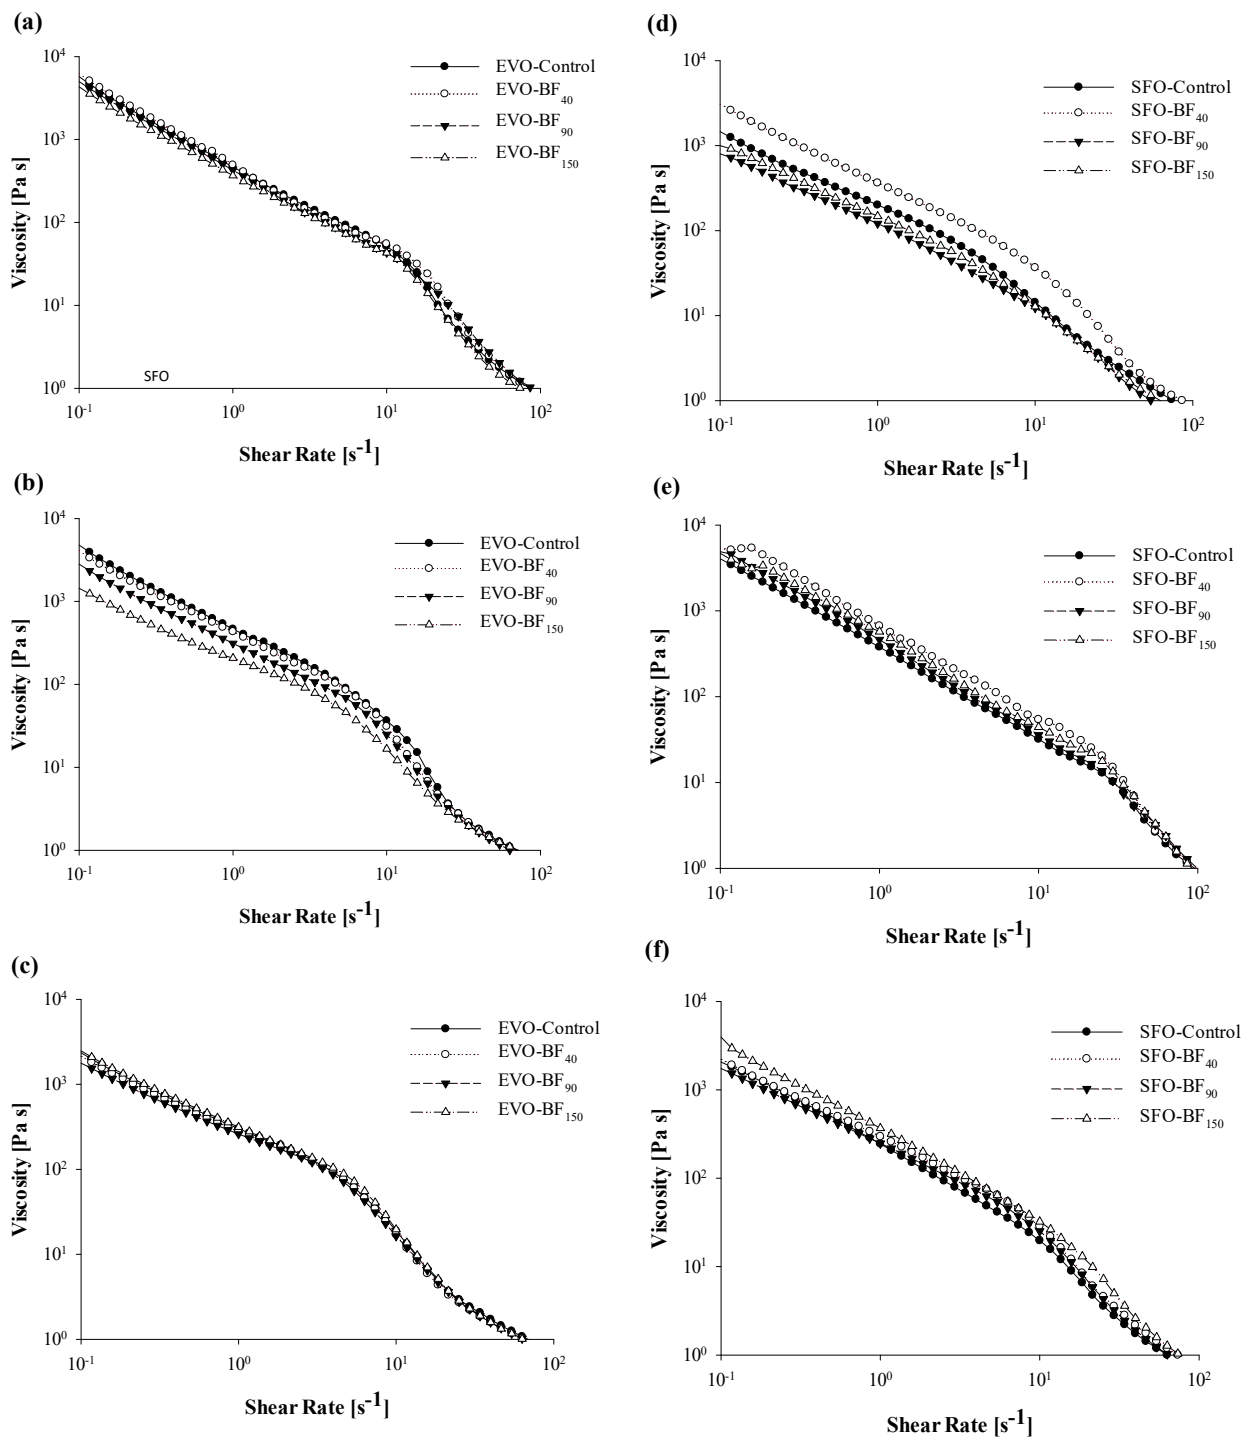 (a)
10⁴
10³
10²
10¹
10⁰
Viscosity [Pa s]
EVO-Control
EVO-BF₄₀
EVO-BF₉₀
EVO-BF₁₅₀
SFO
10⁻¹ 10⁰ 10¹ 10²
Shear Rate [s⁻¹]
(b)
10⁴
10³
10²
10¹
10⁰
Viscosity [Pa s]
EVO-Control
EVO-BF₄₀
EVO-BF₉₀
EVO-BF₁₅₀
10⁻¹ 10⁰ 10¹ 10²
Shear Rate [s⁻¹]
(c)
10⁴
10³
10²
10¹
10⁰
Viscosity [Pa s]
EVO-Control
EVO-BF₄₀
EVO-BF₉₀
EVO-BF₁₅₀
10⁻¹ 10⁰ 10¹ 10²
Shear Rate [s⁻¹]
(d)
10⁴
10³
10²
10¹
10⁰
Viscosity [Pa s]
SFO-Control
SFO-BF₄₀
SFO-BF₉₀
SFO-BF₁₅₀
10⁻¹ 10⁰ 10¹ 10²
Shear Rate [s⁻¹]
(e)
10⁴
10³
10²
10¹
10⁰
Viscosity [Pa s]
SFO-Control
SFO-BF₄₀
SFO-BF₉₀
SFO-BF₁₅₀
10⁻¹ 10⁰ 10¹ 10²
Shear Rate [s⁻¹]
(f)
10⁴
10³
10²
10¹
10⁰
Viscosity [Pa s]
SFO-Control
SFO-BF₄₀
SFO-BF₉₀
SFO-BF₁₅₀
10⁻¹ 10⁰ 10¹ 10²
Shear Rate [s⁻¹]